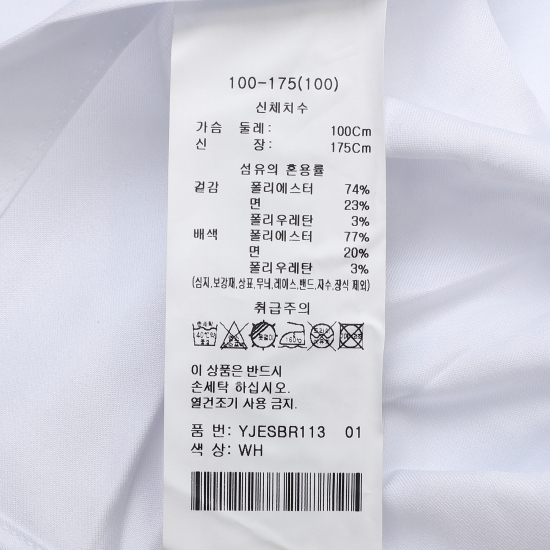 100-175(100)
신체치수
가슴 둘레: 100Cm
신 장: 175Cm
섬유의 혼용률
겉감 폴리에스터 74%
면 23%
폴리우레탄 3%
배색 폴리에스터 77%
면 20%
폴리우레탄 3%
(심지,보강재,상표,무늬,레이스,밴드,자수,장식 제외)
취급주의
이 상품은 반드시
손세탁 하십시오.
열건조기 사용 금지.
품 번: YJESBR113 01
색 상: WH